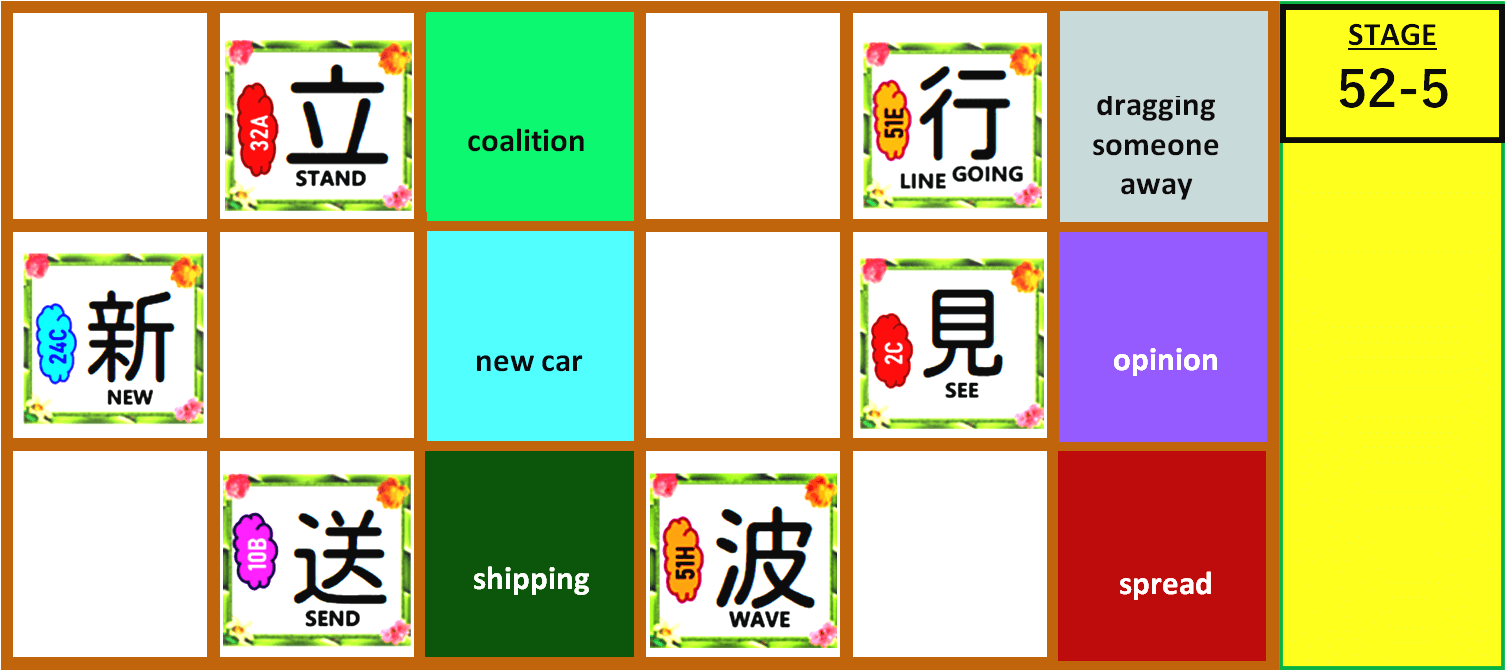 32A
立
STAND
coalition
51E
行
LINE GOING
dragging
someone
away
STAGE
52-5
24C
新
NEW
new car
2C
見
SEE
opinion
10B
送
SEND
shipping
51H
波
WAVE
spread